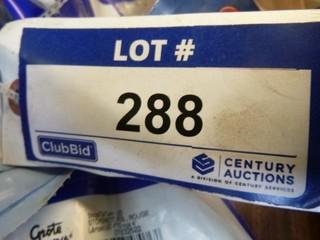 LOT #
288
ClubBid
CENTURY
AUCTIONS
A DIVISION OF CENTURY SERVICES
Grote